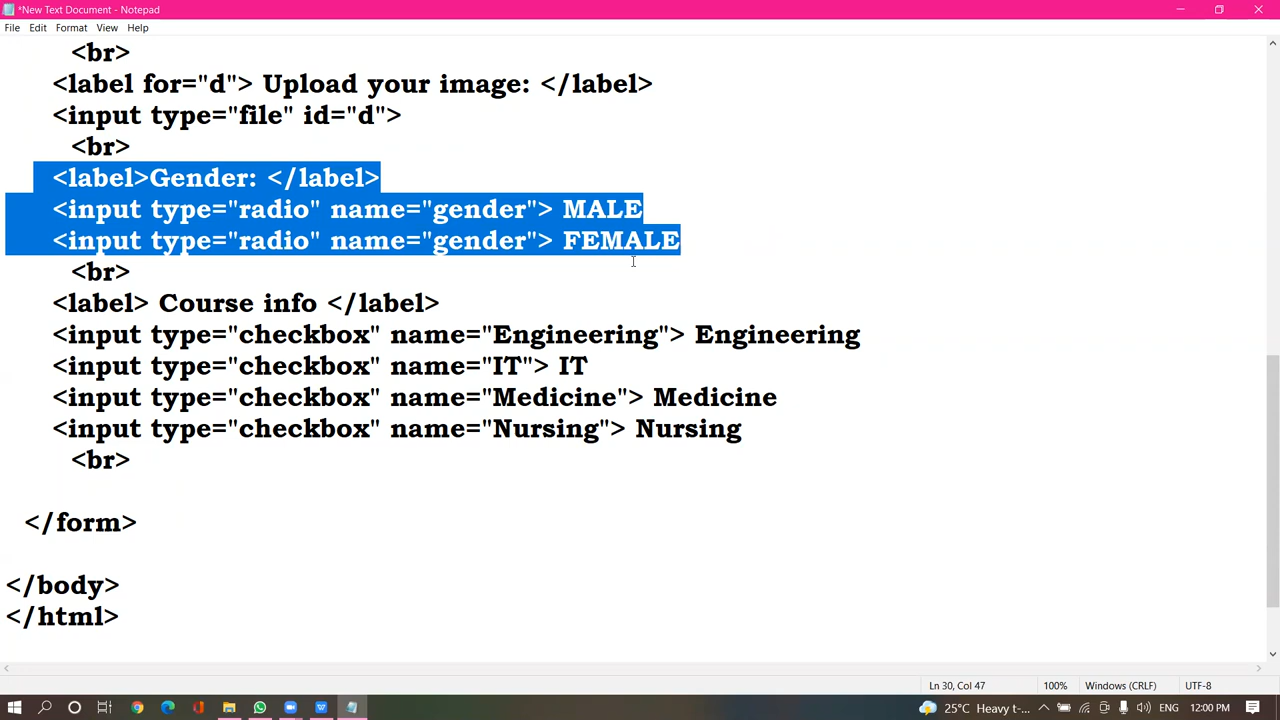 *New Text Document - Notepad
File Edit Format View Help
<br>
<label for="d"> Upload your image: </label>
<input type="file" id="d">
<br>
<label>Gender: </label>
<input type="radio" name="gender"> MALE
<input type="radio" name="gender"> FEMALE
<br>
<label> Course info </label>
<input type="checkbox" name="Engineering"> Engineering
<input type="checkbox" name="IT"> IT
<input type="checkbox" name="Medicine"> Medicine
<input type="checkbox" name="Nursing"> Nursing
<br>
</form>
</body>
</html>
Ln 30, Col 47 100% Windows (CRLF) UTF-8
25°C Heavy t-... ENG 12:00 PM